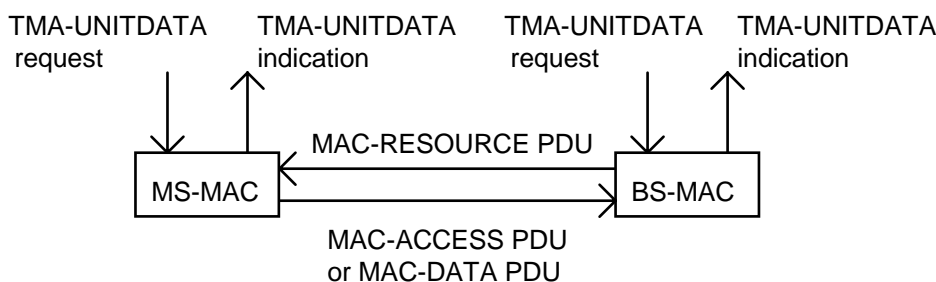 TMA-UNITDATA
request
TMA-UNITDATA
indication
TMA-UNITDATA
request
TMA-UNITDATA
indication
MAC-RESOURCE PDU
MS-MAC
BS-MAC
MAC-ACCESS PDU
or MAC-DATA PDU